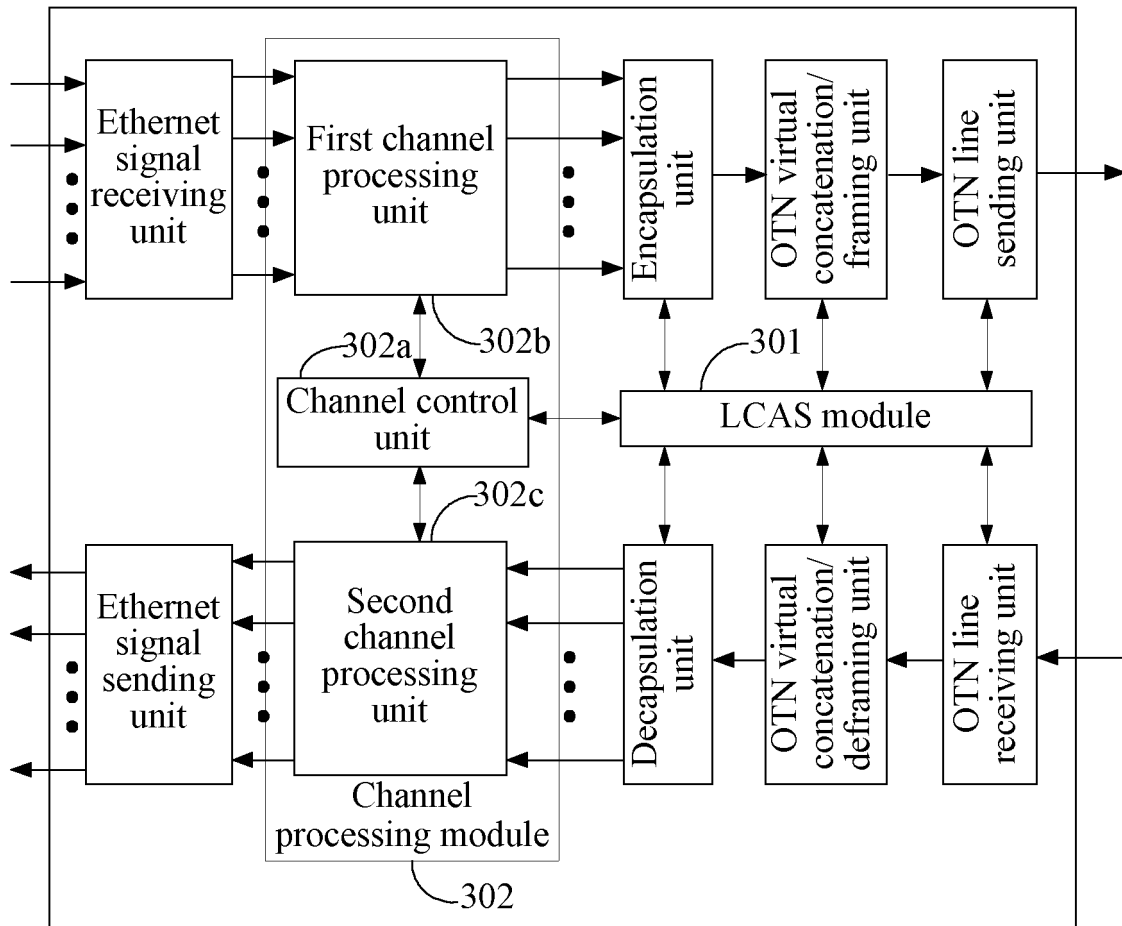 Ethernet
signal
receiving
unit
First channel
processing
unit
Encapsulation
unit
OTN virtual
concatenation/
framing unit
OTN line
sending unit
302a
302b
301
Channel control
unit
LCAS module
302c
Ethernet
signal
sending
unit
Second
channel
processing
unit
Decapsulation
unit
OTN virtual
concatenation/
deframing unit
OTN line
receiving unit
Channel
processing module
302